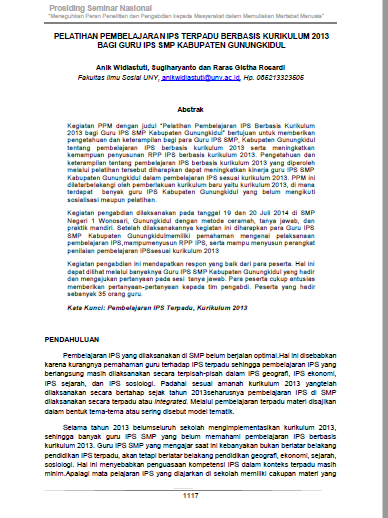 Prosiding Seminar Nasional
"Meneguhkan Peran Penelitian dan Pengabdian kepada Masyarakat dalam Memuliakan Martabat Manusia"
PELATIHAN PEMBELAJARAN IPS TERPADU BERBASIS KURIKULUM 2013
BAGI GURU IPS SMP KABUPATEN GUNUNGKIDUL
Anik Widiastuti, Sugiharyanto dan Raras Gistha Rosardi
Fakultas Ilmu Sosial UNY, anikwidiastuti@uny.ac.id, Hp. 085213323505
Abstrak
Kegiatan PPM dengan judul "Pelatihan Pembelajaran IPS Terpadu Berbasis Kurikulum
2013 bagi Guru IPS SMP Kabupaten Gunungkidul" bertujuan untuk memberikan
pengetahuan dan keterampilan bagi para Guru IPS SMP, Kabupaten Gunungkidul
tentang pembelajaran IPS berbasis kurikulum 2013 serta meningkatkan
kemampuan penyusunan RPP IPS berbasis kurikulum 2013. Pengetahuan dan
keterampilan tentang pembelajaran IPS berbasis kurikulum 2013 yang diperoleh
melalui pelatihan tersebut diharapkan dapat meningkatkan kinerja guru IPS SMP
Kabupaten Gunungkidul dalam pembelajaran IPS sesuai kurikulum 2013. PPM ini
dilatarbelakangi oleh pemberlakuan kurikulum baru yaitu kurikulum 2013, di mana
terdapat banyak guru IPS Kabupaten Gunungkidul yang belum mengikuti
sosialisasi maupun pelatihan.
Kegiatan pengabdian dilaksanakan pada tanggal 19 dan 20 Juli 2014 di SMP
Negeri 1 Wonosari, Gunungkidul dengan metode ceramah, tanya jawab, dan
praktik mandiri. Setelah dilaksanakannya kegiatan ini diharapkan para Guru IPS
SMP Kabupaten Gunungkidulmemiliki pemahaman mengenai pelaksanaan
pembelajaran IPS,mampumenyusun RPP IPS, serta mampu menyusun perangkat
penilaian pembelajaran IPSsesuai kurikulum 2013
Kegiatan pengabdian ini mendapatkan respon yang baik dari para peserta. Hal ini
dapat dilihat melalui banyaknya Guru IPS SMP Kabupaten Gunungkidul yang hadir
dan mengajukan pertanyaan pada sesi tanya jawab. Para peserta cukup antusias
memberikan pertanyaan-pertanyaan kepada tim pengabdi. Peserta yang hadir
sebanyak 35 orang guru.
Kata Kunci: Pembelajaran IPS Terpadu, Kurikulum 2013
PENDAHULUAN
Pembelajaran IPS yang dilaksanakan di SMP belum berjalan optimal.Hal ini disebabkan
karena kurangnya pemahaman guru terhadap IPS terpadu sehingga pembelajaran IPS yang
berlangsung masih dilaksanakan secara terpisah-pisah dalam IPS geografi, IPS ekonomi,
IPS sejarah, dan IPS sosiologi. Padahal sesuai amanah kurikulum 2013 yangtelah
dilaksanakan secara bertahap sejak tahun 2013seharusnya pembelajaran IPS di SMP
dilaksanakan secara terpadu atau integrated. Melalui pembelajaran terpadu materi disajikan
dalam bentuk tema-tema atau sering disebut model tematik.
Selama tahun 2013 belumseluruh sekolah mengimplementasikan kurikulum 2013,
sehingga banyak guru IPS SMP yang belum memahami pembelajaran IPS berbasis
kurikulum 2013. Guru IPS SMP yang mengajar saat ini kebanyakan bukan berlatar belakang
pendidikan IPS terpadu, akan tetapi berlatar belakang pendidikan geografi, ekonomi, sejarah,
sosiologi. Hal ini menyebabkan penguasaan kompetensi IPS dalam konteks terpadu masih
minim.Apalagi mata pelajaran IPS yang diajarkan di sekolah memiliki cakupan materi yang
1117